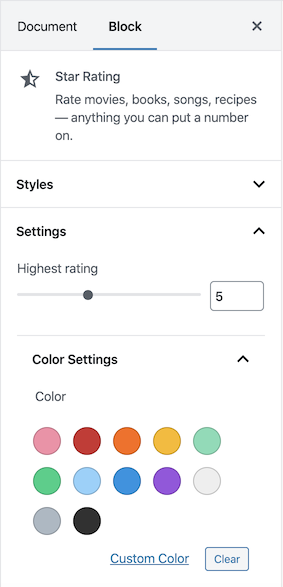 Document Block
Star Rating
Rate movies, books, songs, recipes
— anything you can put a number
on.
Styles
Settings
Highest rating
5
Color Settings
Color
Custom Color Clear